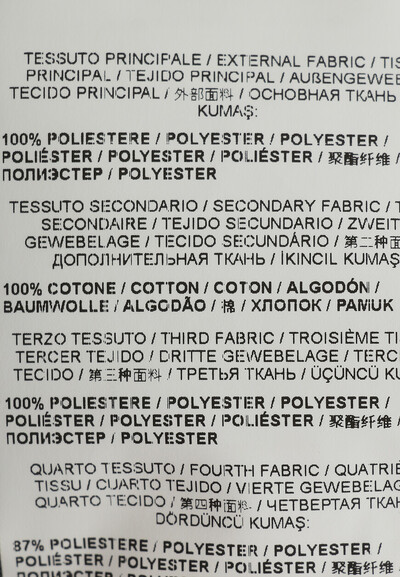 TESSUTO PRINCIPALE / EXTERNAL FABRIC / TIS
PRINCIPAL / TEJIDO PRINCIPAL / AUßENGEWEB
TECIDO PRINCIPAL / 外部面料 / ОСНОВНАЯ ТКАНЬ
KUMAŞ:
100% POLIESTERE / POLYESTER / POLYESTER /
POLIÉSTER / POLYESTER / POLIÉSTER / 聚酯纤维 /
ПОЛИЭСТЕР / POLYESTER
TESSUTO SECONDARIO / SECONDARY FABRIC / T
SECONDAIRE / TEJIDO SECUNDARIO / ZWEIT
GEWEBELAGE / TECIDO SECUNDÁRIO / 第二种面
ДОПОЛНИТЕЛЬНАЯ ТКАНЬ / İKINCIL KUMAŞ
100% COTONE / COTTON / COTON / ALGODÓN /
BAUMWOLLE / ALGODÃO / 棉 / ХЛОПОК / PAMUK
TERZO TESSUTO / THIRD FABRIC / TROISIÈME TI
TERCER TEJIDO / DRITTE GEWEBELAGE / TERC
TECIDO / 第三种面料 / ТРЕТЬЯ ТКАНЬ / ÜÇÜNCÜ KU
100% POLIESTERE / POLYESTER / POLYESTER /
POLIÉSTER / POLYESTER / POLIÉSTER / 聚酯纤维 /
ПОЛИЭСТЕР / POLYESTER
QUARTO TESSUTO / FOURTH FABRIC / QUATRIÈ
TISSU / CUARTO TEJIDO / VIERTE GEWEBELAG
QUARTO TECIDO / 第四种面料 / ЧЕТВЕРТАЯ ТКАН
DÖRDÜNCÜ KUMAŞ:
87% POLIESTERE / POLYESTER / POLYESTER /
POLIÉSTER / POLYESTER / POLIÉSTER / 聚酯纤维 /
ПОЛИЭСТЕР / POLYESTER